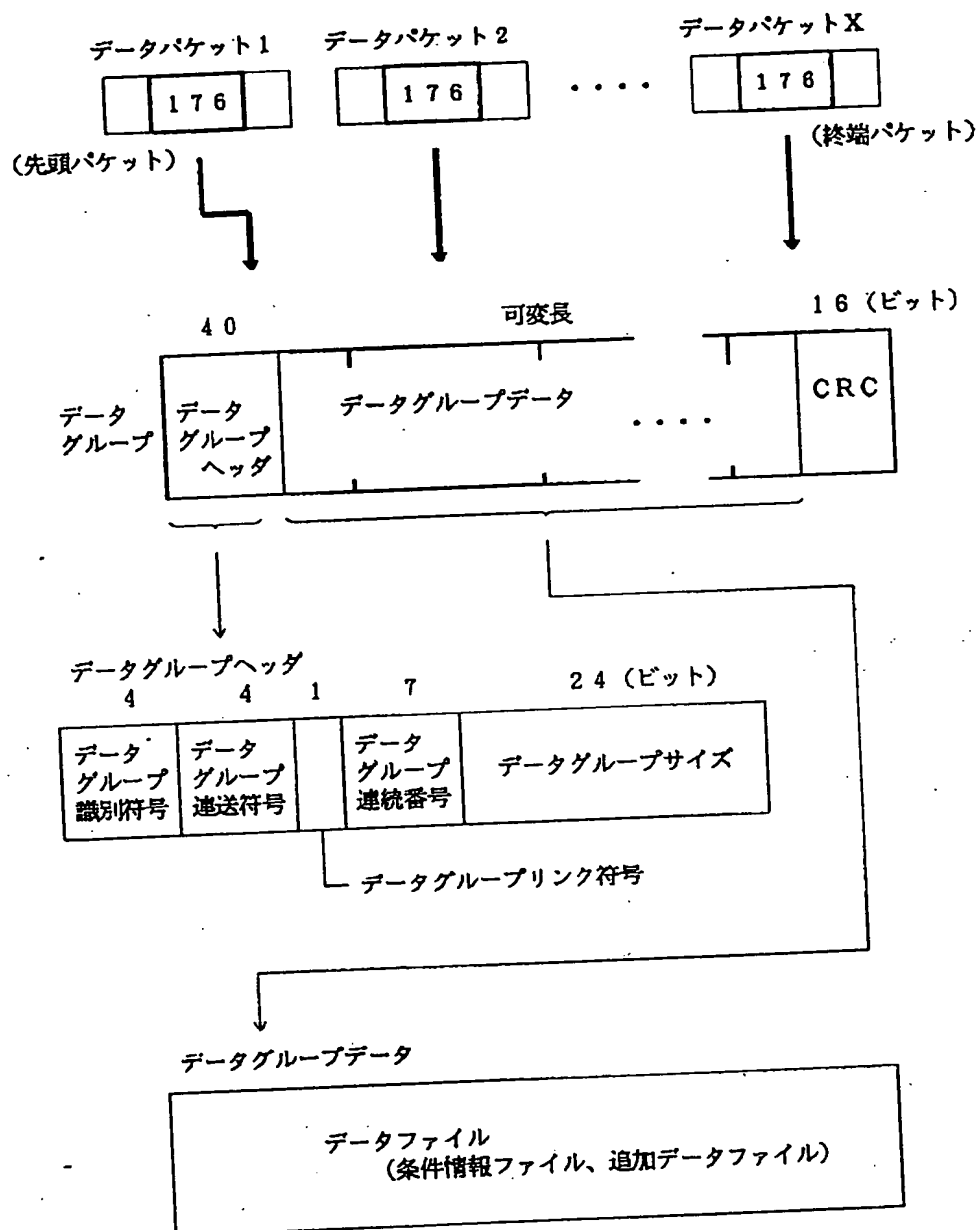 データパケット1 データパケット2 データパケットX
176 176 ・・・・ 176
(先頭パケット) (終端パケット)
40 可変長 16(ビット)
データ
グループ
データ
グループ
ヘッダ
データグループデータ
・・・・
CRC
データグループヘッダ
4 4 1 7 24(ビット)
データ
グループ
識別符号
データ
グループ
連送符号
データ
グループ
連続番号
データグループサイズ
データグループリンク符号
データグループデータ
データファイル
(条件情報ファイル、追加データファイル)